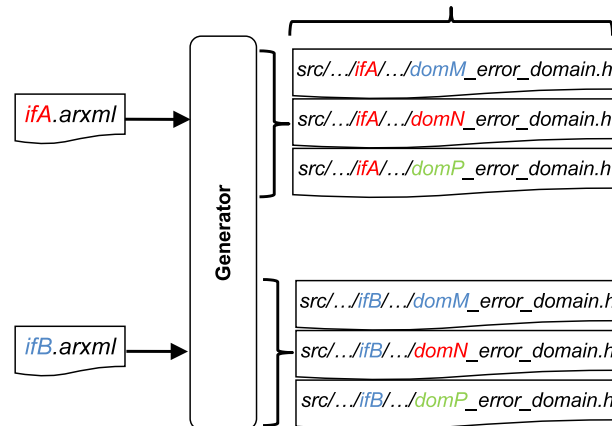 src/…/ifA/…/domM_error_domain.h
ifA.arxml
src/…/ifA/…/domN_error_domain.h
src/…/ifA/…/domP_error_domain.h
Generator
src/…/ifB/…/domM_error_domain.h
ifB.arxml
src/…/ifB/…/domN_error_domain.h
src/…/ifB/…/domP_error_domain.h